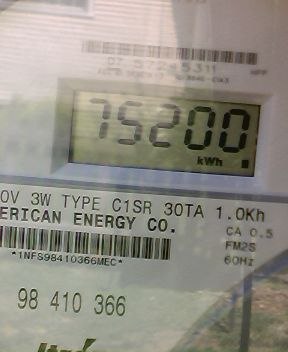 75200
kWh
0V 3W TYPE C1SR 30TA 1.0Kh
ERICAN ENERGY CO.
CA 0.5
FM2S
60Hz
*1NFS98410366MEC*
98 410 366